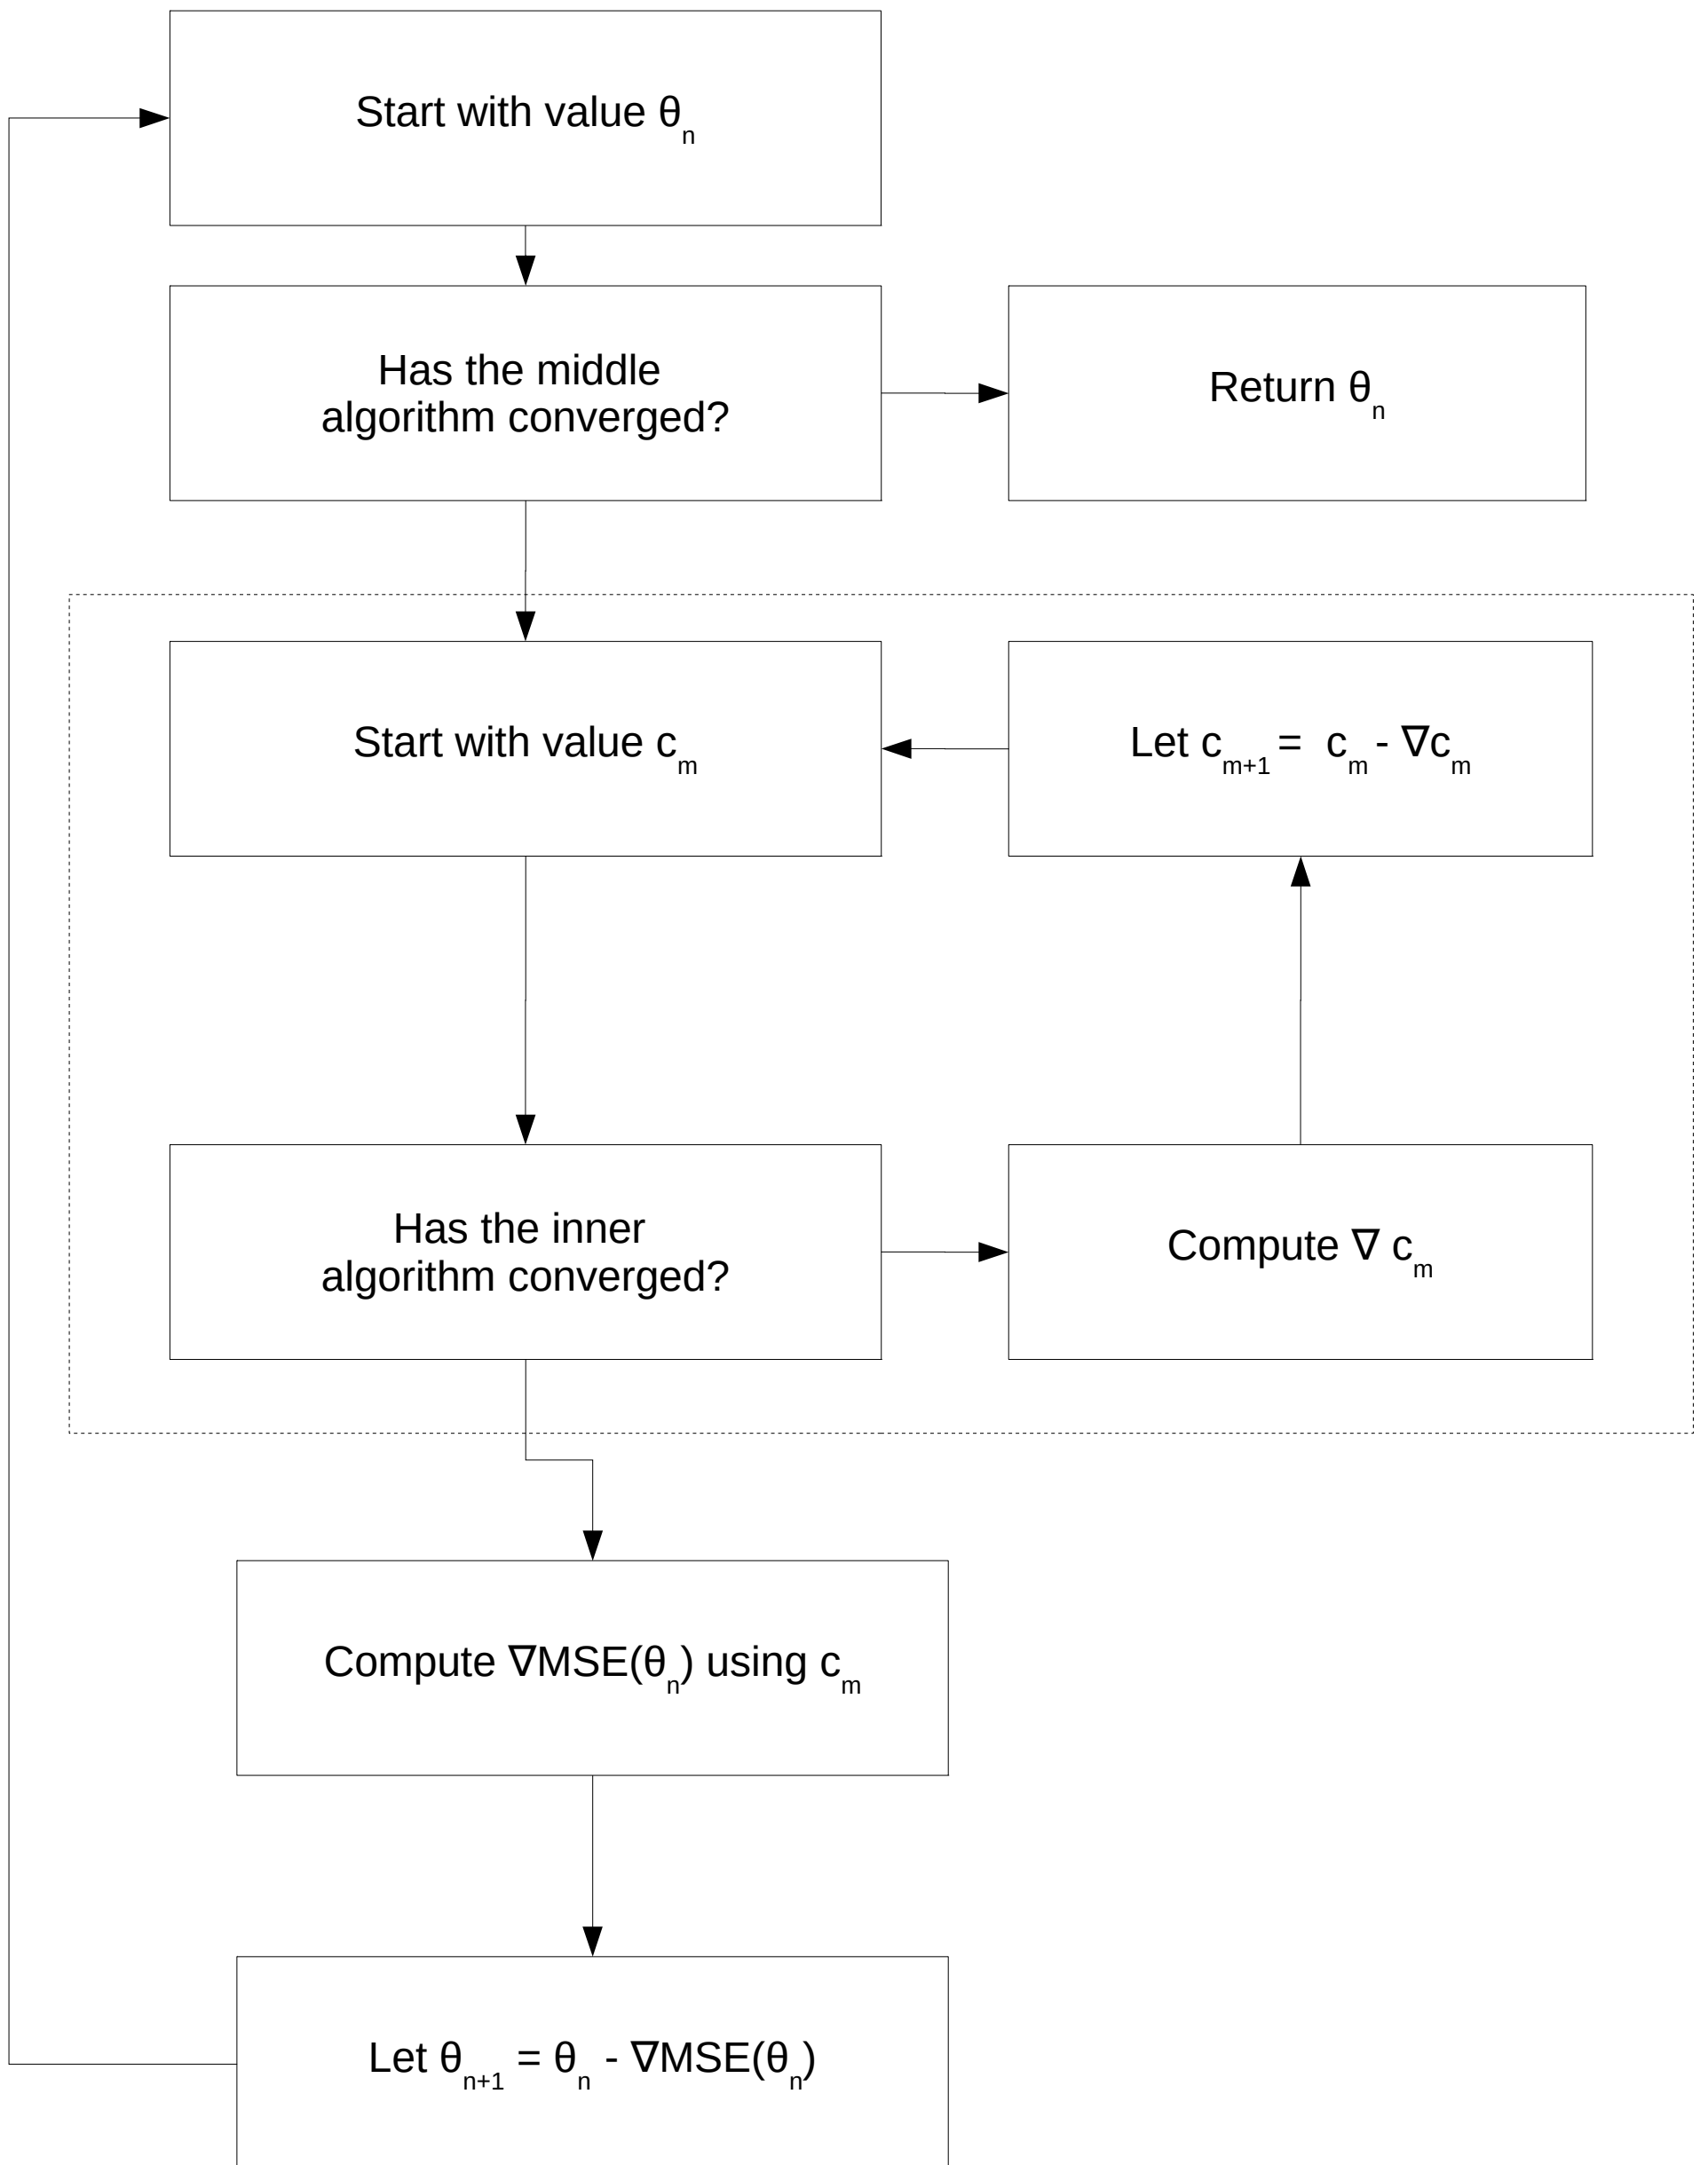 Start with value θn
Has the middle
algorithm converged?
Return θn
Start with value cm
Let cm+1 = cm - ∇cm
Has the inner
algorithm converged?
Compute ∇ cm
Compute ∇MSE(θn) using cm
Let θn+1 = θn - ∇MSE(θn)